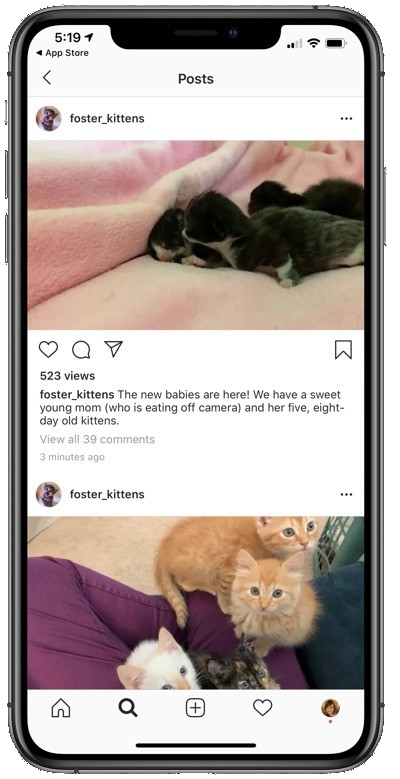 5:19
App Store
Posts
foster_kittens
523 views
foster_kittens The new babies are here! We have a sweet
young mom (who is eating off camera) and her five, eight-
day old kittens.
View all 39 comments
3 minutes ago
foster_kittens